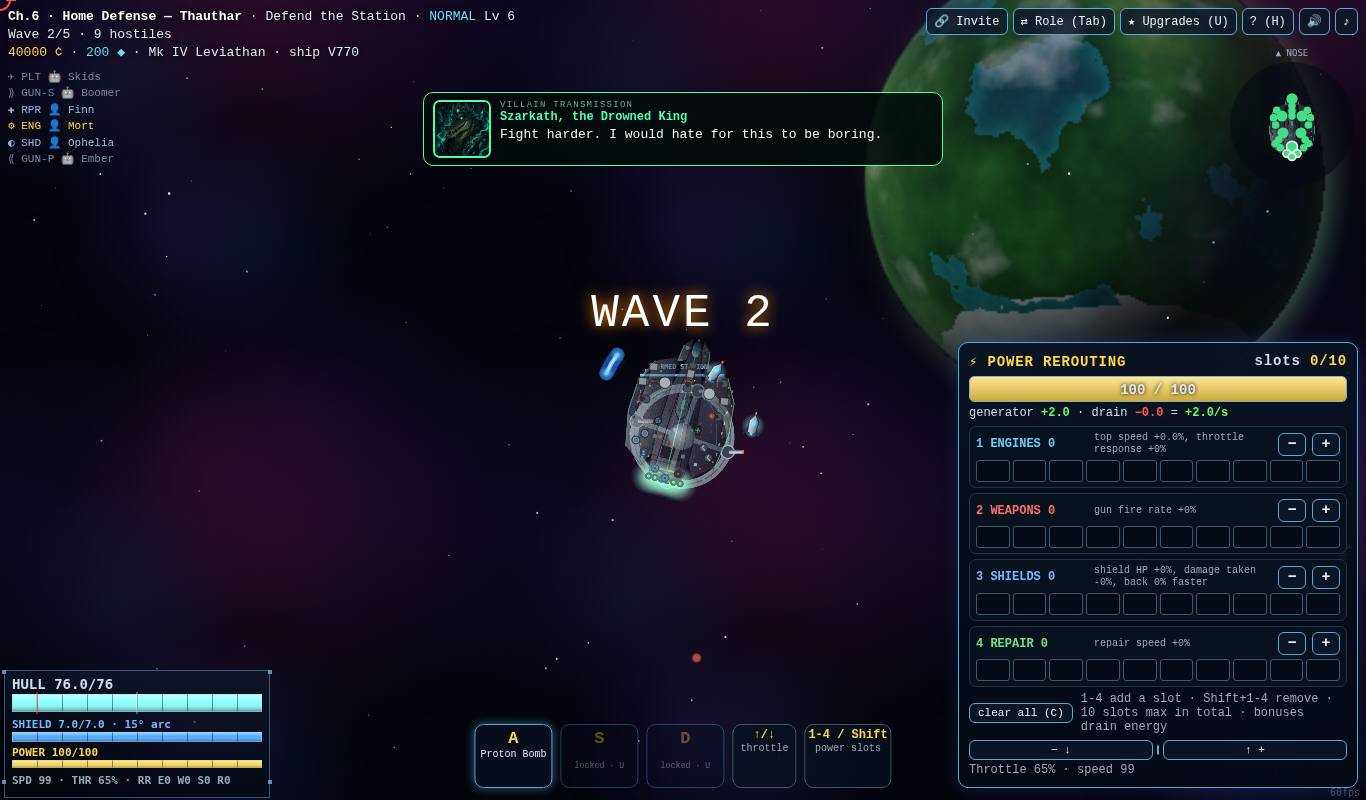 Ch.6 · Home Defense — Thauthar · Defend the Station · NORMAL Lv 6
Wave 2/5 · 9 hostiles
40000 ₵ · 200 ◆ · Mk IV Leviathan · ship V770
PLT 🤖 Skids
GUN-S 🤖 Boomer
RPR 👤 Finn
ENG 👤 Mort
SHD 👤 Ophelia
GUN-P 🤖 Ember
🔗 Invite
⇄ Role (Tab)
★ Upgrades (U)
? (H)
▲ NOSE
VILLAIN TRANSMISSION
Szarkath, the Drowned King
Fight harder. I would hate for this to be boring.
WAVE 2
⚡ POWER REROUTING slots 0/10
100 / 100
generator +2.0 · drain −0.0 = +2.0/s
1 ENGINES 0
top speed +0.0%, throttle
response +0%
− +
2 WEAPONS 0
gun fire rate +0%
− +
3 SHIELDS 0
shield HP +0%, damage taken
-0%, back 0% faster
− +
4 REPAIR 0
repair speed +0%
− +
clear all (C)
1-4 add a slot · Shift+1-4 remove ·
10 slots max in total · bonuses
drain energy
− ↓
↑ +
Throttle 65% · speed 99
HULL 76.0/76
SHIELD 7.0/7.0 · 15° arc
POWER 100/100
SPD 99 · THR 65% · RR E0 W0 S0 R0
A
Proton Bomb
S
locked · U
D
locked · U
↑/↓
throttle
1-4 / Shift
power slots
60fps